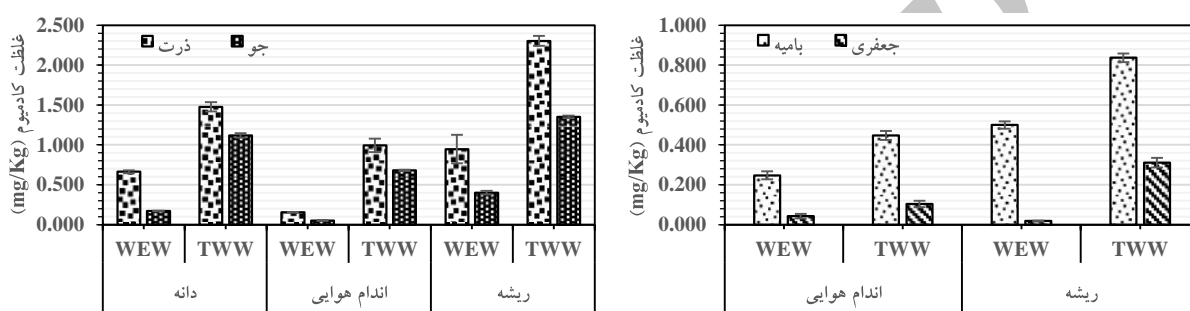 غلظت کادمیوم (mg/Kg)
2.500
2.000
1.500
1.000
0.500
0.000
ذرت جو
WEW TWW WEW TWW WEW TWW
دانه اندام هوایی ریشه
غلظت کادمیوم (mg/Kg)
1.000
0.800
0.600
0.400
0.200
0.000
بامیه جعفری
WEW TWW WEW TWW
اندام هوایی ریشه